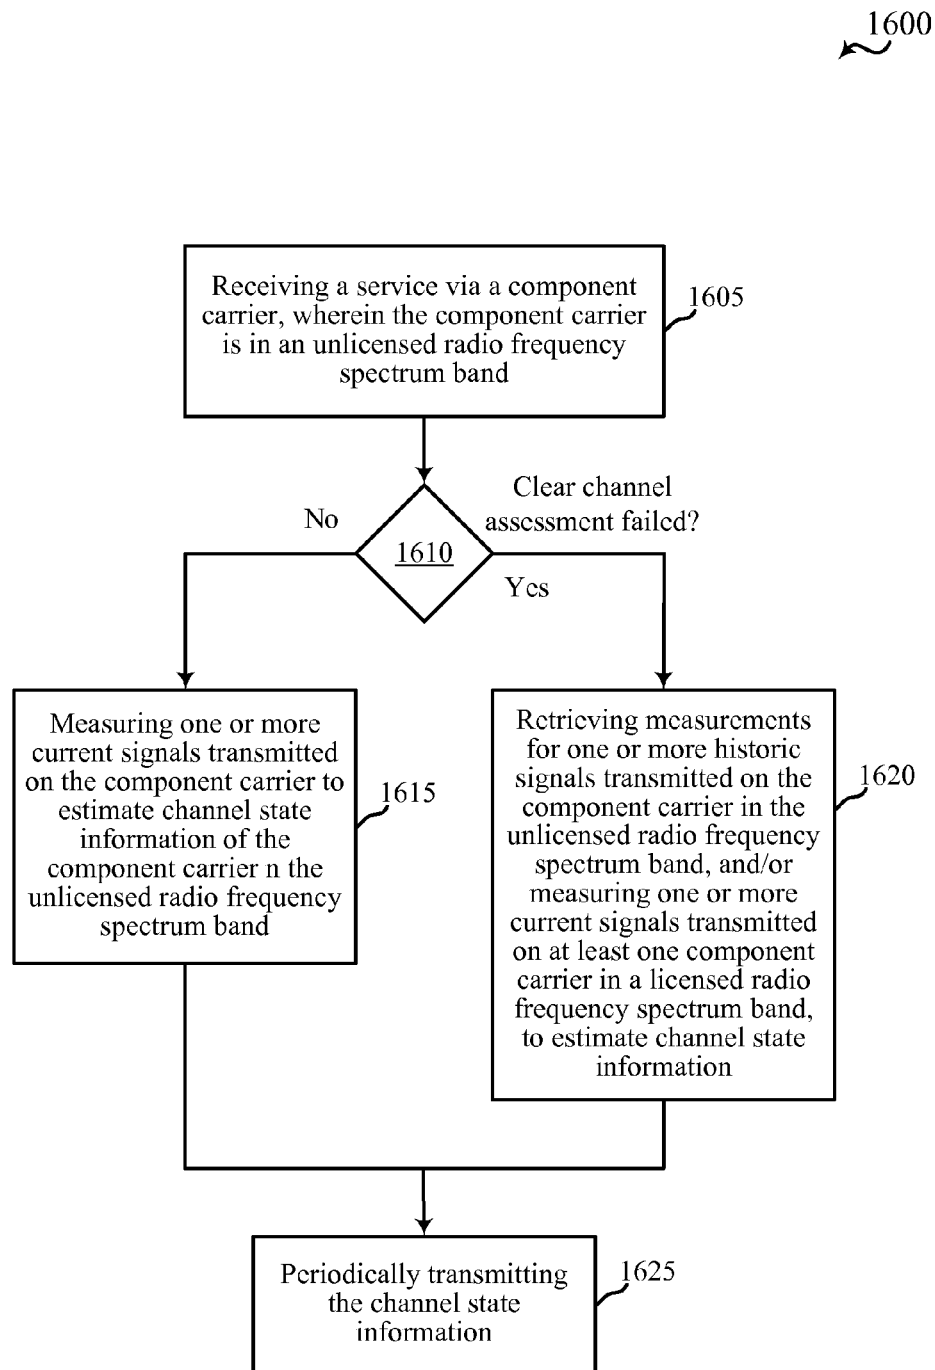 1600
Receiving a service via a component
carrier, wherein the component carrier
is in an unlicensed radio frequency
spectrum band
1605
Clear channel
assessment failed?
No
1610
Yes
Measuring one or more
current signals transmitted
on the component carrier to
estimate channel state
information of the
component carrier n the
unlicensed radio frequency
spectrum band
1615
Retrieving measurements
for one or more historic
signals transmitted on the
component carrier in the
unlicensed radio frequency
spectrum band, and/or
measuring one or more
current signals transmitted
on at least one component
carrier in a licensed radio
frequency spectrum band,
to estimate channel state
information
1620
Periodically transmitting
the channel state
information
1625